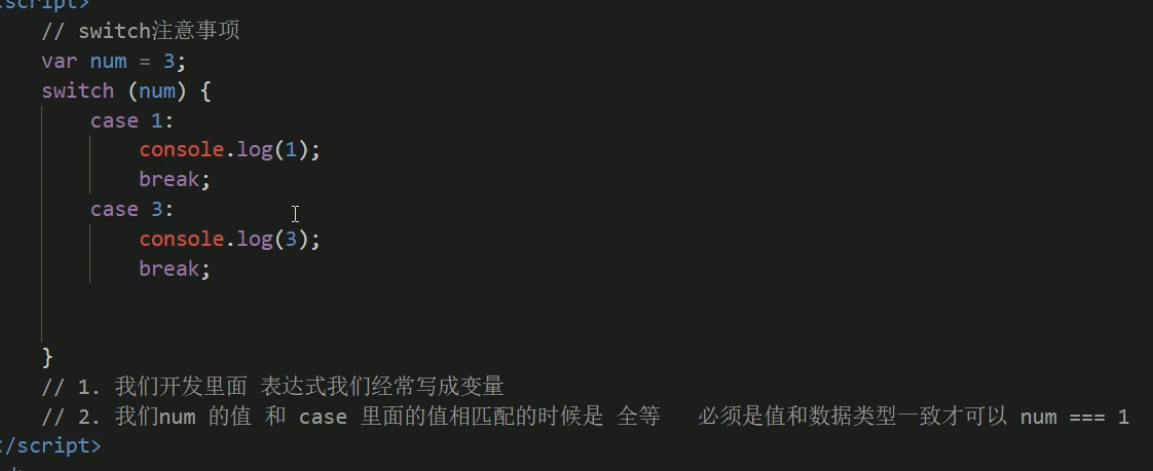 <script>
// switch注意事项
var num = 3;
switch (num) {
case 1:
console.log(1);
break;
case 3:
console.log(3);
break;
}
// 1. 我们开发里面 表达式我们经常写成变量
// 2. 我们num 的值 和 case 里面的值相匹配的时候是 全等 必须是值和数据类型一致才可以 num === 1
</script>